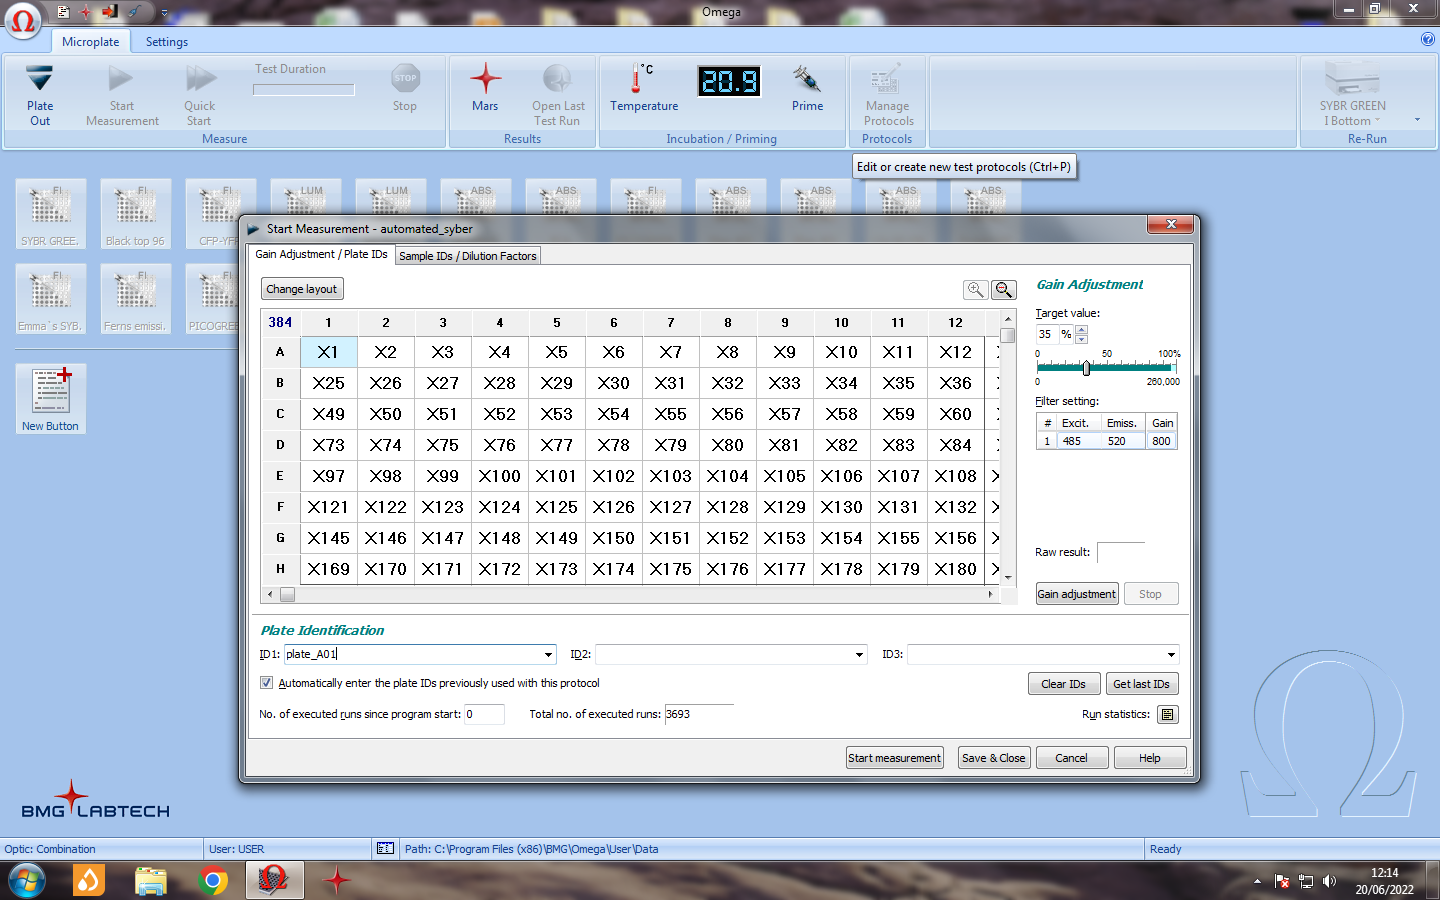 Omega
Microplate Settings
Plate Out
Start Measurement
Quick Start
Test Duration
STOP
Stop
Measure
Mars
Open Last Test Run
Results
°C
Temperature
20.9
Prime
Incubation / Priming
Manage Protocols
Protocols
SYBR GREEN I Bottom
Re-Run
Edit or create new test protocols (Ctrl+P)
FI FI FI LUM LUM ABS ABS FI ABS ABS ABS ABS
SYBR GREE. Black top 96 CFP-YFP
FI FI FI
Emma`s SYB. Ferns emissi. PICOGREE
New Button
Start Measurement - automated_syber
Gain Adjustment / Plate IDs Sample IDs / Dilution Factors
Change layout
384 1 2 3 4 5 6 7 8 9 10 11 12
A X1 X2 X3 X4 X5 X6 X7 X8 X9 X10 X11 X12
B X25 X26 X27 X28 X29 X30 X31 X32 X33 X34 X35 X36
C X49 X50 X51 X52 X53 X54 X55 X56 X57 X58 X59 X60
D X73 X74 X75 X76 X77 X78 X79 X80 X81 X82 X83 X84
E X97 X98 X99 X100 X101 X102 X103 X104 X105 X106 X107 X108
F X121 X122 X123 X124 X125 X126 X127 X128 X129 X130 X131 X132
G X145 X146 X147 X148 X149 X150 X151 X152 X153 X154 X155 X156
H X169 X170 X171 X172 X173 X174 X175 X176 X177 X178 X179 X180
Gain Adjustment
Target value:
35 %
0 50 100%
0 260,000
Filter setting:
# Excit. Emiss. Gain
1 485 520 800
Raw result:
Gain adjustment Stop
Plate Identification
ID1: plate_A01 ID2: ID3:
Automatically enter the plate IDs previously used with this protocol
Clear IDs Get last IDs
No. of executed runs since program start: 0 Total no. of executed runs: 3693 Run statistics:
Start measurement Save & Close Cancel Help
BMG LABTECH
Optic: Combination User: USER Path: C:\Program Files (x86)\BMG\Omega\User\Data Ready
12:14
20/06/2022